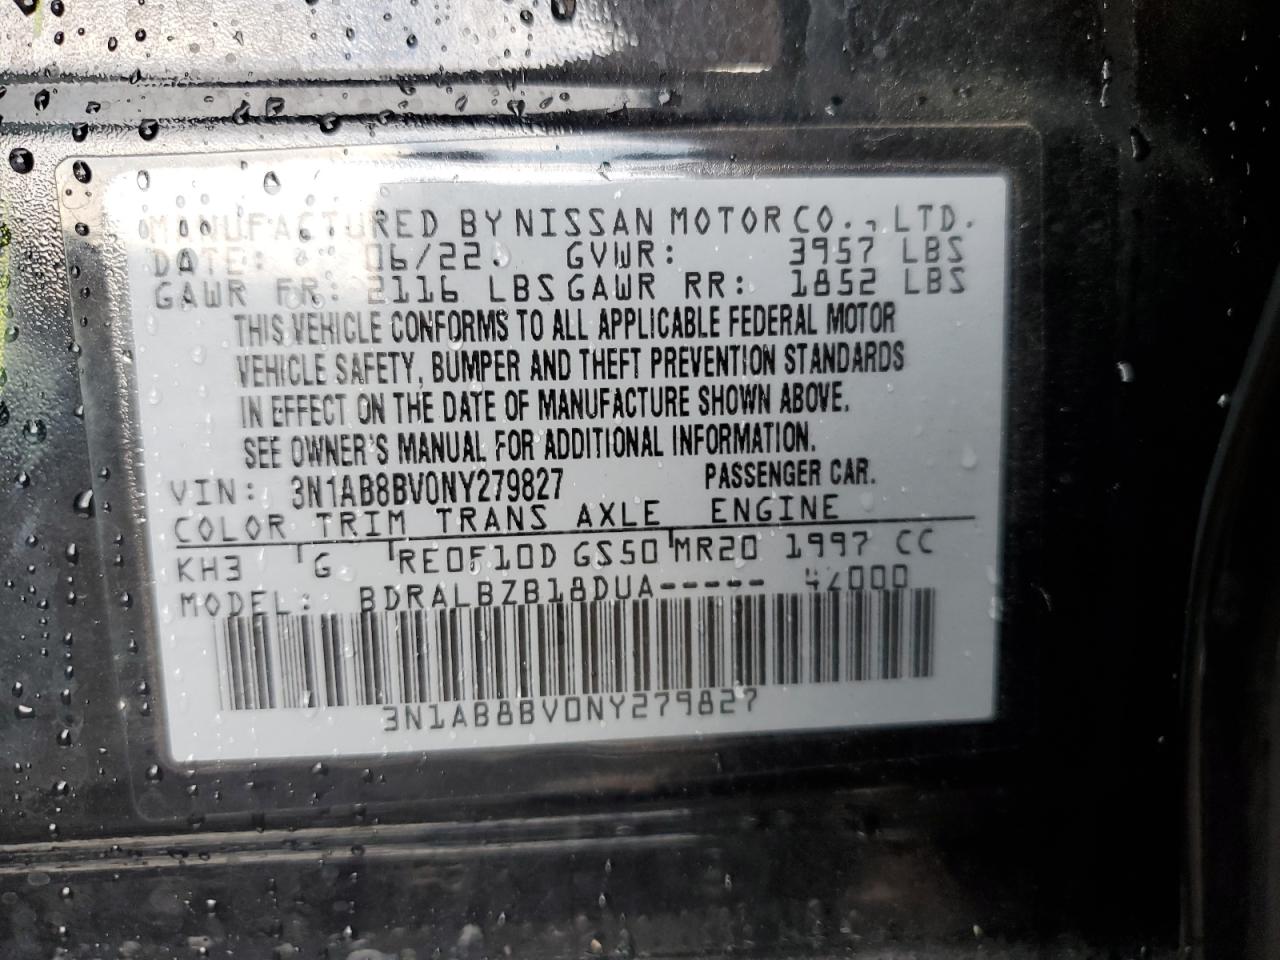 MANUFACTURED BY NISSAN MOTOR CO., LTD.
DATE: 06/22 GVWR: 3957 LBS
GAWR FR: 2116 LBS GAWR RR: 1852 LBS
THIS VEHICLE CONFORMS TO ALL APPLICABLE FEDERAL MOTOR
VEHICLE SAFETY, BUMPER AND THEFT PREVENTION STANDARDS
IN EFFECT ON THE DATE OF MANUFACTURE SHOWN ABOVE.
SEE OWNER'S MANUAL FOR ADDITIONAL INFORMATION.
VIN: 3N1AB8BV0NY279827 PASSENGER CAR.
COLOR TRIM TRANS AXLE ENGINE
KH3 G RE0F10D GS50 MR20 1997 CC
MODEL: BDRALBZB18DUA----- 42000
3N1AB8BV0NY279827